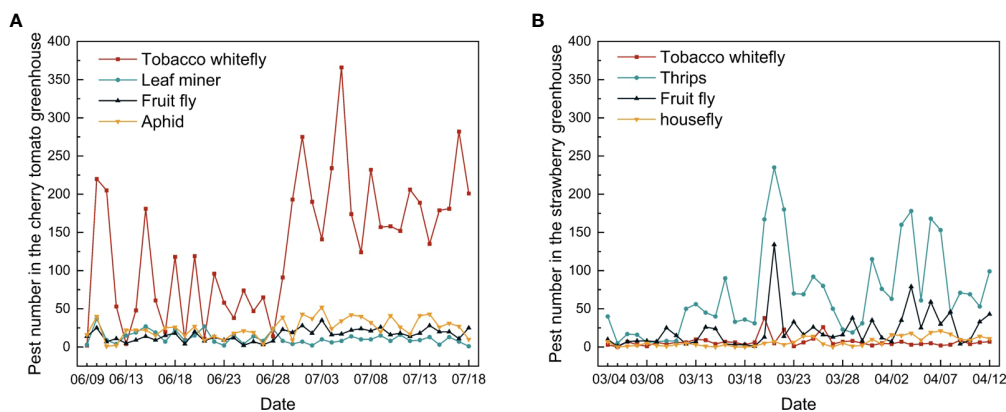 A
Pest number in the cherry tomato greenhouse
400
350
300
250
200
150
100
50
0
Tobacco whitefly
Leaf miner
Fruit fly
Aphid
06/09 06/13 06/18 06/23 06/28 07/03 07/08 07/13 07/18
Date
B
Pest number in the strawberry greenhouse
400
350
300
250
200
150
100
50
0
Tobacco whitefly
Thrips
Fruit fly
housefly
03/04 03/08 03/13 03/18 03/23 03/28 04/02 04/07 04/12
Date